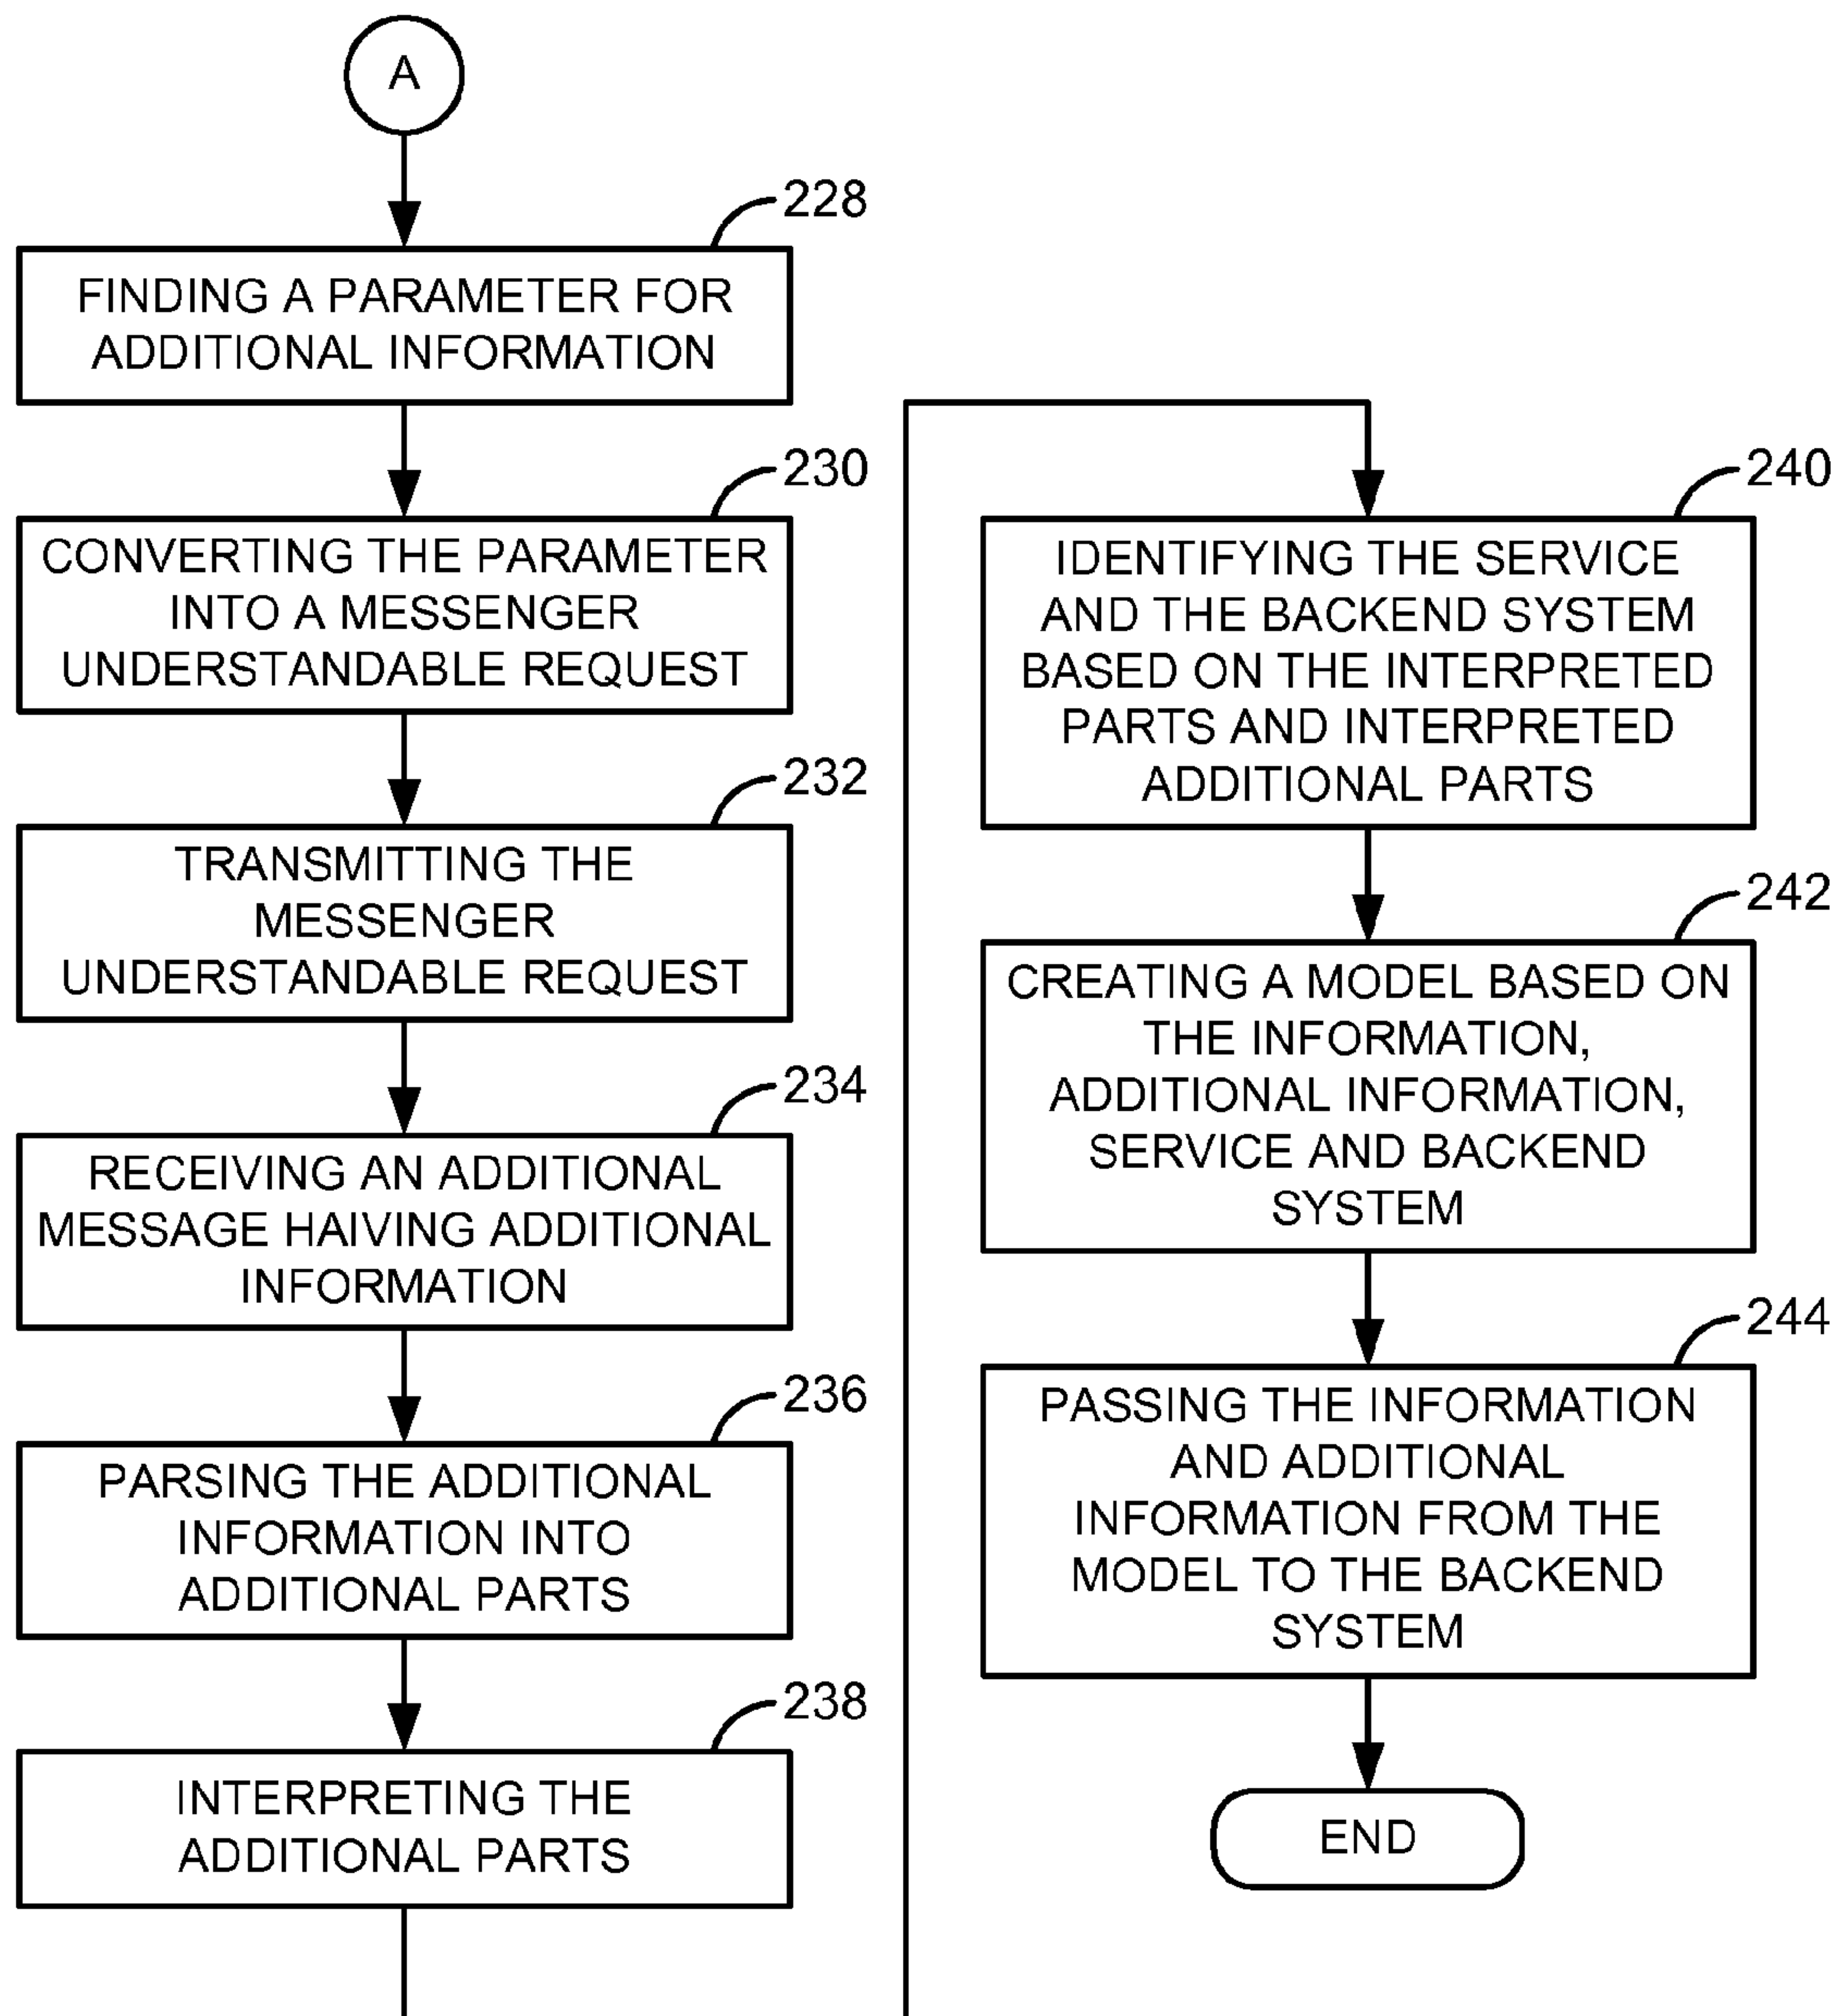 A
228
FINDING A PARAMETER FOR
ADDITIONAL INFORMATION
230
CONVERTING THE PARAMETER
INTO A MESSENGER
UNDERSTANDABLE REQUEST
232
TRANSMITTING THE
MESSENGER
UNDERSTANDABLE REQUEST
234
RECEIVING AN ADDITIONAL
MESSAGE HAIVING ADDITIONAL
INFORMATION
236
PARSING THE ADDITIONAL
INFORMATION INTO
ADDITIONAL PARTS
238
INTERPRETING THE
ADDITIONAL PARTS
240
IDENTIFYING THE SERVICE
AND THE BACKEND SYSTEM
BASED ON THE INTERPRETED
PARTS AND INTERPRETED
ADDITIONAL PARTS
242
CREATING A MODEL BASED ON
THE INFORMATION,
ADDITIONAL INFORMATION,
SERVICE AND BACKEND
SYSTEM
244
PASSING THE INFORMATION
AND ADDITIONAL
INFORMATION FROM THE
MODEL TO THE BACKEND
SYSTEM
END